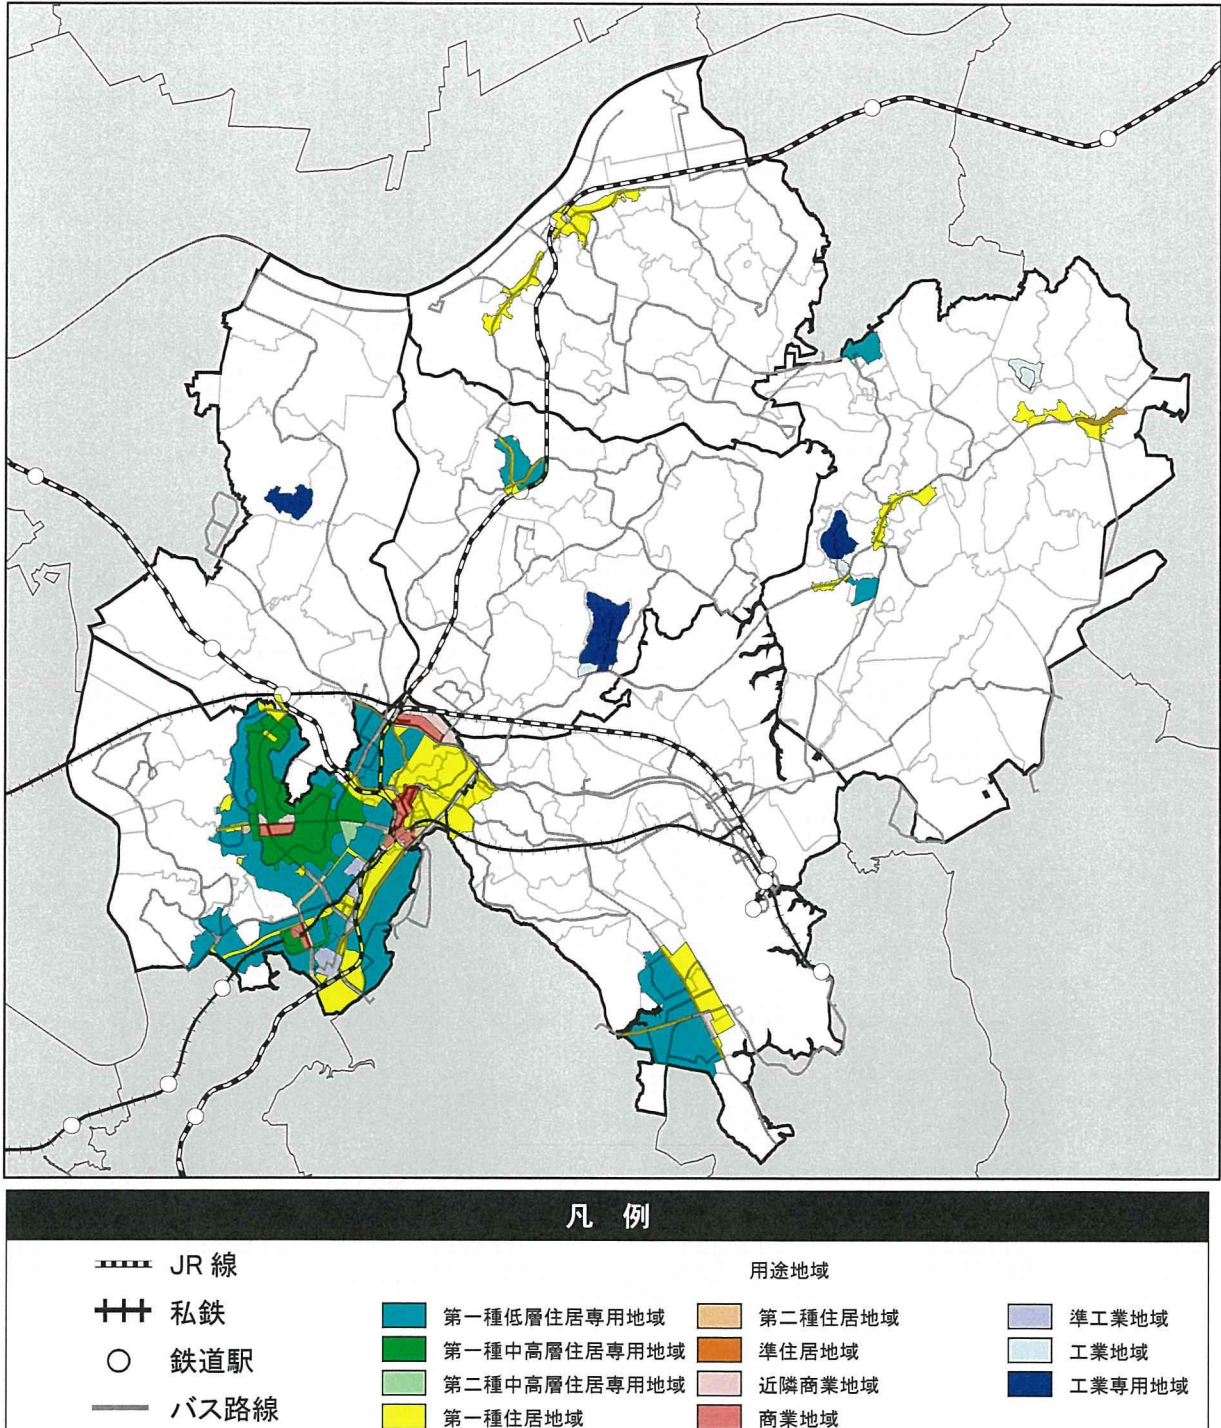 凡 例
JR 線
私鉄
鉄道駅
バス路線
用途地域
第一種低層住居専用地域
第一種中高層住居専用地域
第二種中高層住居専用地域
第一種住居地域
第二種住居地域
準住居地域
近隣商業地域
商業地域
準工業地域
工業地域
工業専用地域